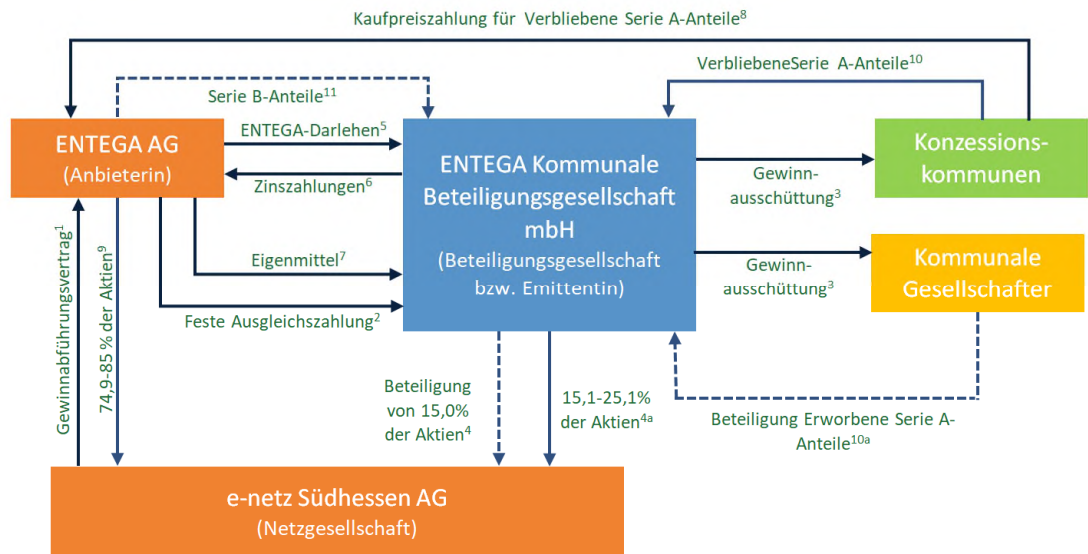 Kaufpreiszahlung für Verbliebene Serie A-Anteile⁸
VerbliebeneSerie A-Anteile¹⁰
Serie B-Anteile¹¹
ENTEGA AG
(Anbieterin)
ENTEGA-Darlehen⁵
Zinszahlungen⁶
ENTEGA Kommunale
Beteiligungsgesellschaft
mbH
(Beteiligungsgesellschaft
bzw. Emittentin)
Gewinn-
ausschüttung³
Konzessions-
kommunen
Gewinnabführungsvertrag¹
74,9-85 % der Aktien⁹
Eigenmittel⁷
Feste Ausgleichszahlung²
Gewinn-
ausschüttung³
Kommunale
Gesellschafter
Beteiligung
von 15,0%
der Aktien⁴
15,1-25,1%
der Aktien⁴ᵃ
Beteiligung Erworbene Serie A-
Anteile¹⁰ᵃ
e-netz Südhessen AG
(Netzgesellschaft)